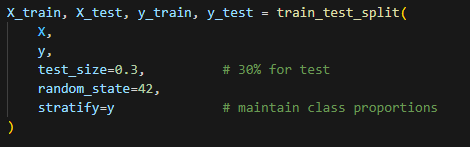 X_train, X_test, y_train, y_test = train_test_split(
    X,
    y,
    test_size=0.3,           # 30% for test
    random_state=42,
    stratify=y               # maintain class proportions
)